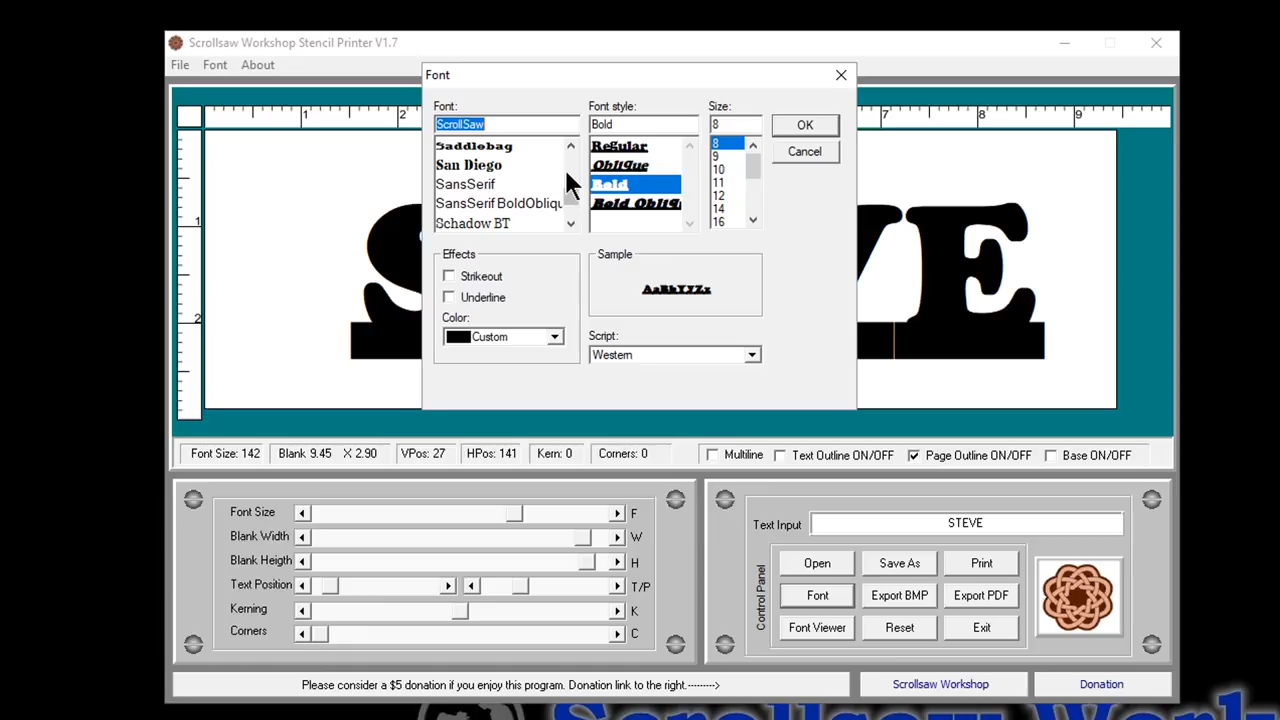 Scrollsaw Workshop Stencil Printer V1.7
File Font About
Font
Font: Font style: Size:
ScrollSaw Bold 8 OK
Cancel
Saddlebag
San Diego
SansSerif
SansSerif BoldObliqu
Schadow BT
Regular
Oblique
Bold
Bold Obliq
8
9
10
11
12
14
16
1 2 7 8 9
1
2
S VE
Effects
Strikeout
Underline
Color:
Custom
Sample
AaBbYyZz
Script:
Western
Font Size: 142 Blank 9.45 X 2.90 VPos: 27 HPos: 141 Kern: 0 Corners: 0 Multiline Text Outline ON/OFF Page Outline ON/OFF Base ON/OFF
Font Size F
Blank Width W
Blank Heigth H
Text Position T/P
Kerning K
Corners C
Text Input STEVE
Control Panel
Open Save As Print
Font Export BMP Export PDF
Font Viewer Reset Exit
Please consider a $5 donation if you enjoy this program. Donation link to the right.-------->
Scrollsaw Workshop Donation
Scrollsaw Work